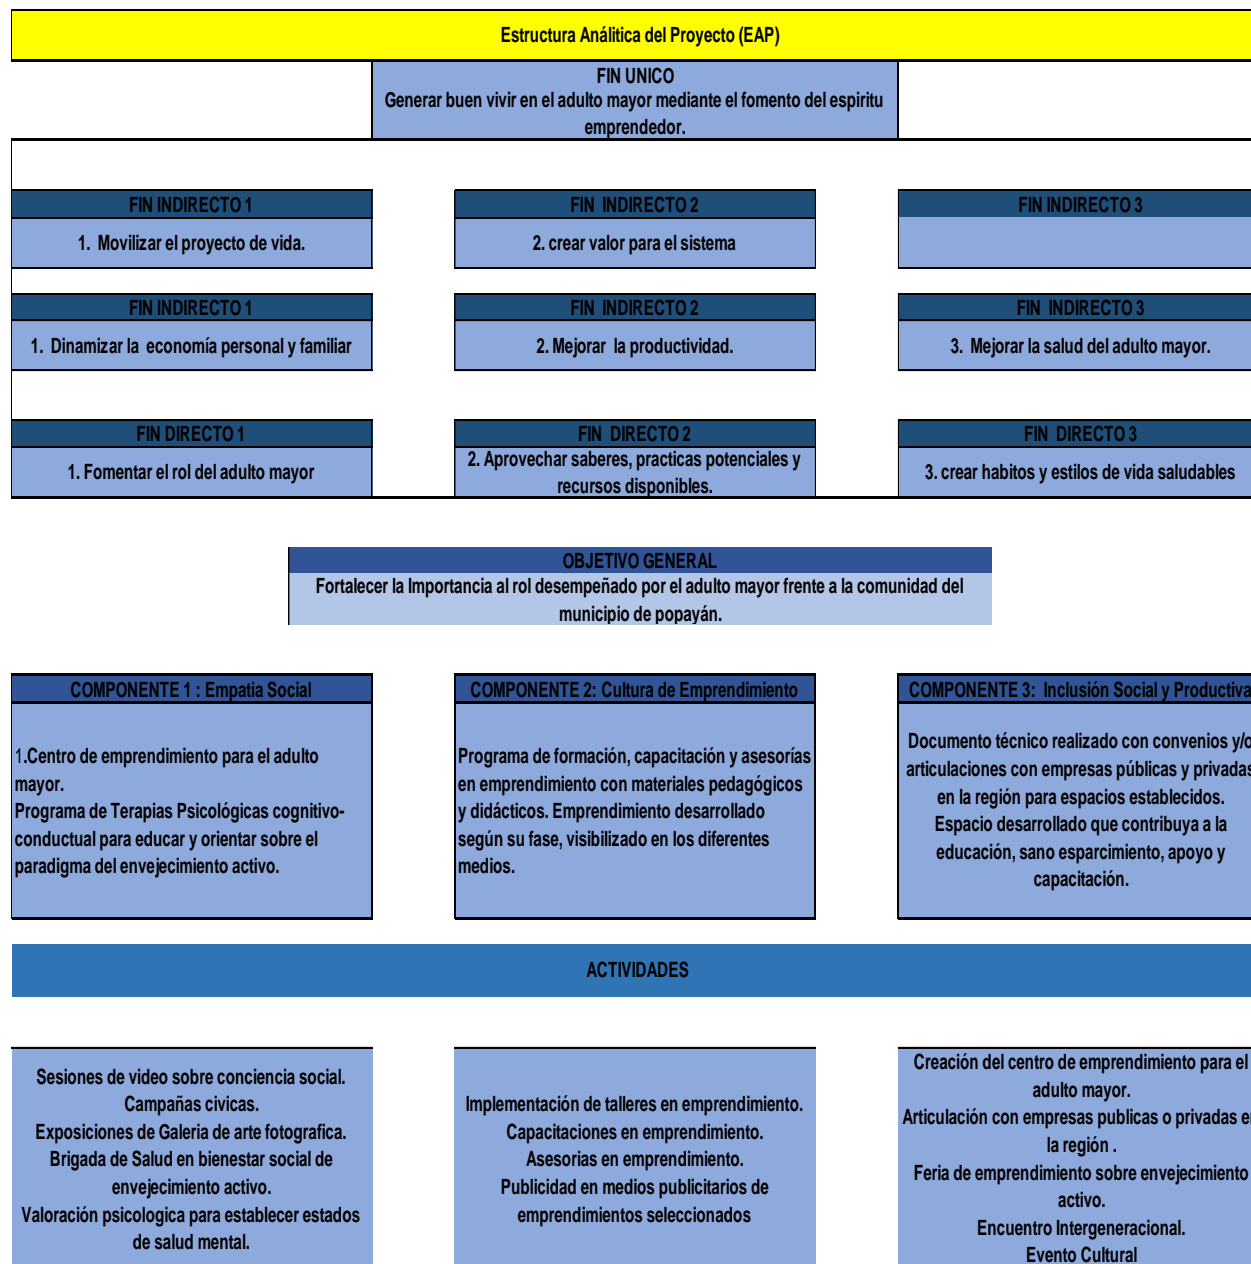 Estructura Análitica del Proyecto (EAP)
FIN UNICO
Generar buen vivir en el adulto mayor mediante el fomento del espiritu
emprendedor.
FIN INDIRECTO 1
1. Movilizar el proyecto de vida.
FIN INDIRECTO 2
2. crear valor para el sistema
FIN INDIRECTO 3
FIN INDIRECTO 1
1. Dinamizar la economía personal y familiar
FIN INDIRECTO 2
2. Mejorar la productividad.
FIN INDIRECTO 3
3. Mejorar la salud del adulto mayor.
FIN DIRECTO 1
1. Fomentar el rol del adulto mayor
FIN DIRECTO 2
2. Aprovechar saberes, practicas potenciales y
recursos disponibles.
FIN DIRECTO 3
3. crear habitos y estilos de vida saludables
OBJETIVO GENERAL
Fortalecer la Importancia al rol desempeñado por el adulto mayor frente a la comunidad del
municipio de popayán.
COMPONENTE 1 : Empatia Social
1.Centro de emprendimiento para el adulto
mayor.
Programa de Terapias Psicológicas cognitivo-
conductual para educar y orientar sobre el
paradigma del envejecimiento activo.
COMPONENTE 2: Cultura de Emprendimiento
Programa de formación, capacitación y asesorías
en emprendimiento con materiales pedagógicos
y didácticos. Emprendimiento desarrollado
según su fase, visibilizado en los diferentes
medios.
COMPONENTE 3: Inclusión Social y Productiva
Documento técnico realizado con convenios y/o
articulaciones con empresas públicas y privadas
en la región para espacios establecidos.
Espacio desarrollado que contribuya a la
educación, sano esparcimiento, apoyo y
capacitación.
ACTIVIDADES
Sesiones de video sobre conciencia social.
Campañas civicas.
Exposiciones de Galeria de arte fotografica.
Brigada de Salud en bienestar social de
envejecimiento activo.
Valoración psicologica para establecer estados
de salud mental.
Implementación de talleres en emprendimiento.
Capacitaciones en emprendimiento.
Asesorias en emprendimiento.
Publicidad en medios publicitarios de
emprendimientos seleccionados
Creación del centro de emprendimiento para el
adulto mayor.
Articulación con empresas publicas o privadas
la región .
Feria de emprendimiento sobre envejecimiento
activo.
Encuentro Intergeneracional.
Evento Cultural